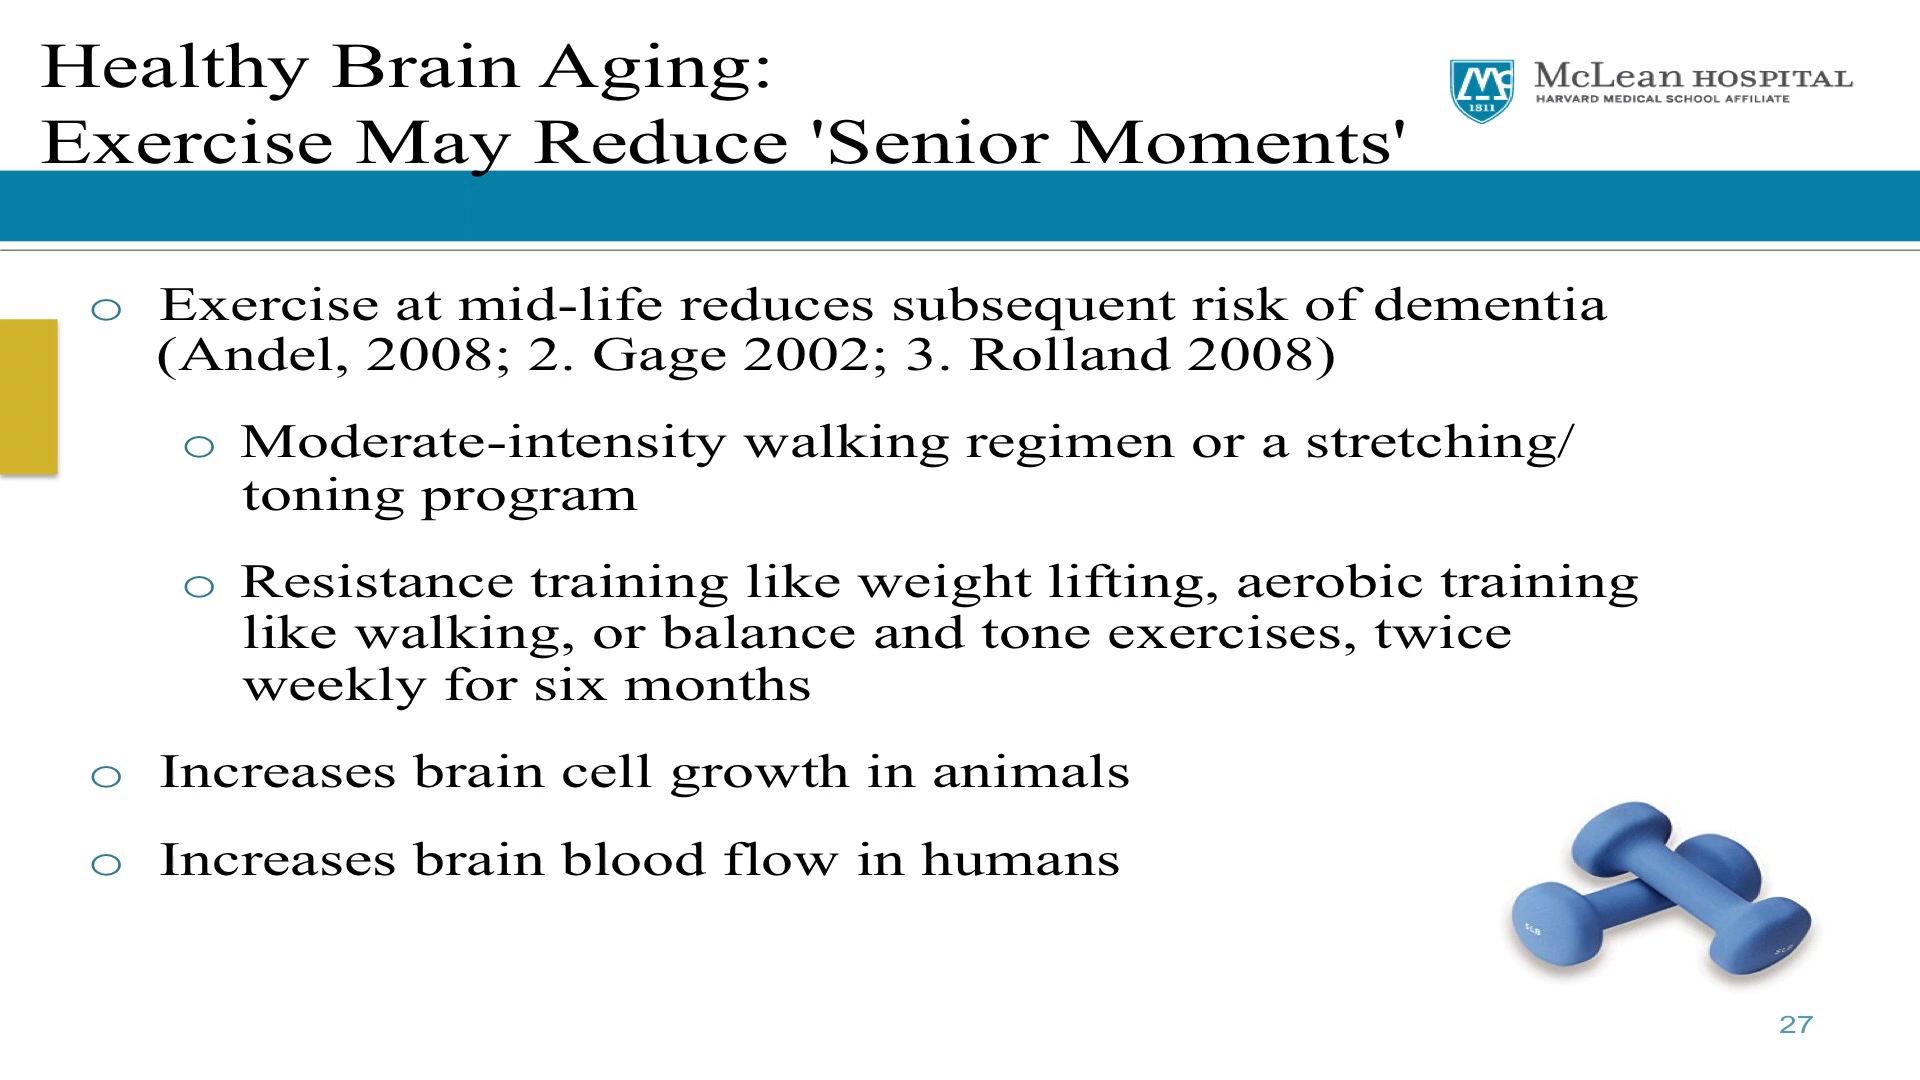 Healthy Brain Aging:
Exercise May Reduce 'Senior Moments'
McLean HOSPITAL
HARVARD MEDICAL SCHOOL AFFILIATE
1811
o Exercise at mid-life reduces subsequent risk of dementia
(Andel, 2008; 2. Gage 2002; 3. Rolland 2008)
o Moderate-intensity walking regimen or a stretching/
toning program
o Resistance training like weight lifting, aerobic training
like walking, or balance and tone exercises, twice
weekly for six months
o Increases brain cell growth in animals
o Increases brain blood flow in humans
5LB
5LB
27